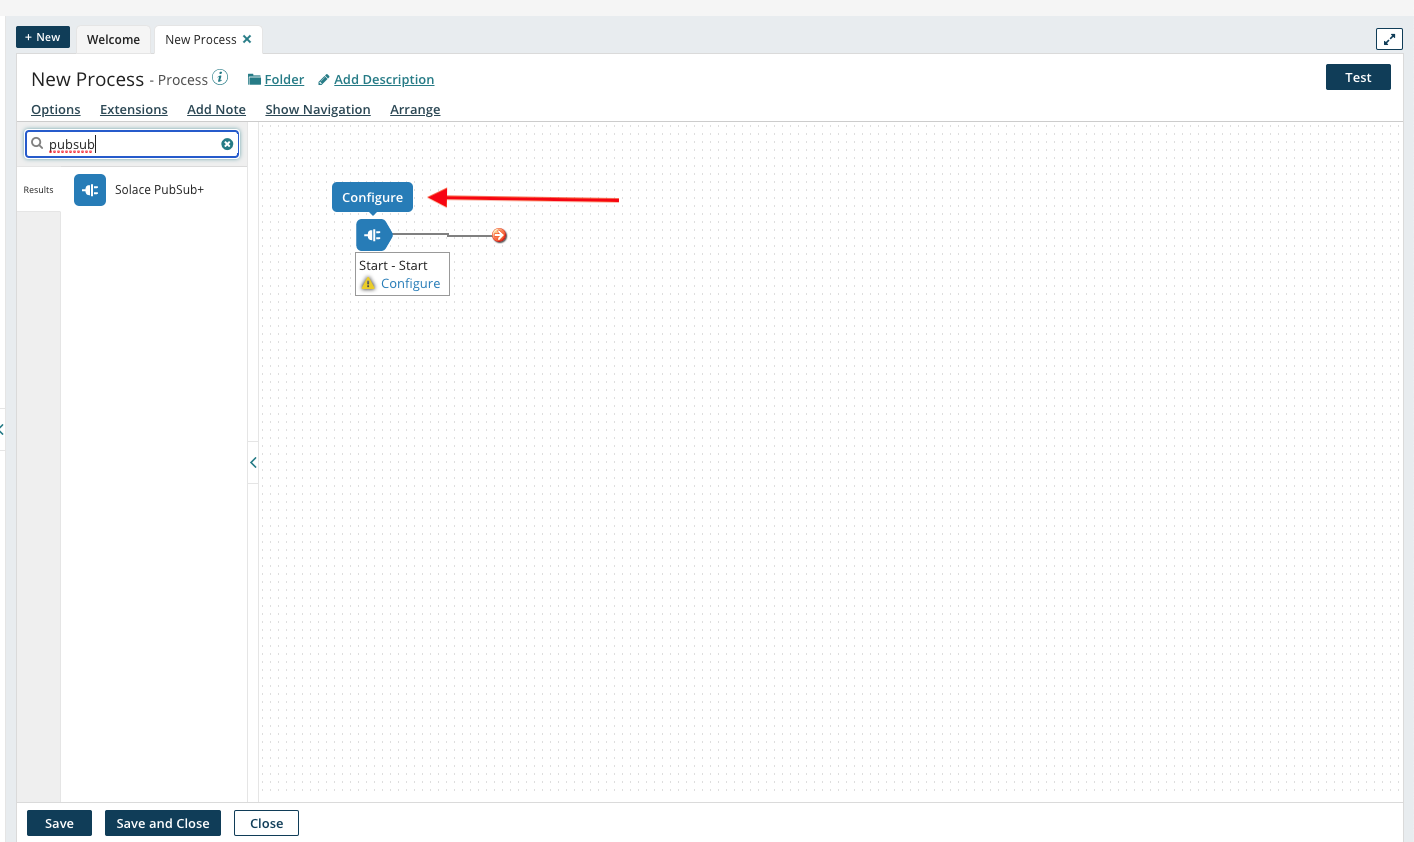 + New
Welcome
New Process
New Process - Process i
Folder
Add Description
Test
Options
Extensions
Add Note
Show Navigation
Arrange
pubsub
Results
Solace PubSub+
Configure
Start - Start
Configure
Save
Save and Close
Close